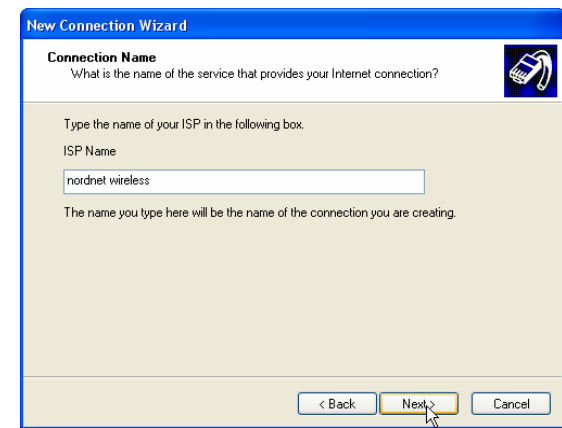 New Connection Wizard
Connection Name
What is the name of the service that provides your Internet connection?
Type the name of your ISP in the following box.
ISP Name
nordnet wireless
The name you type here will be the name of the connection you are creating.
< Back
Next >
Cancel